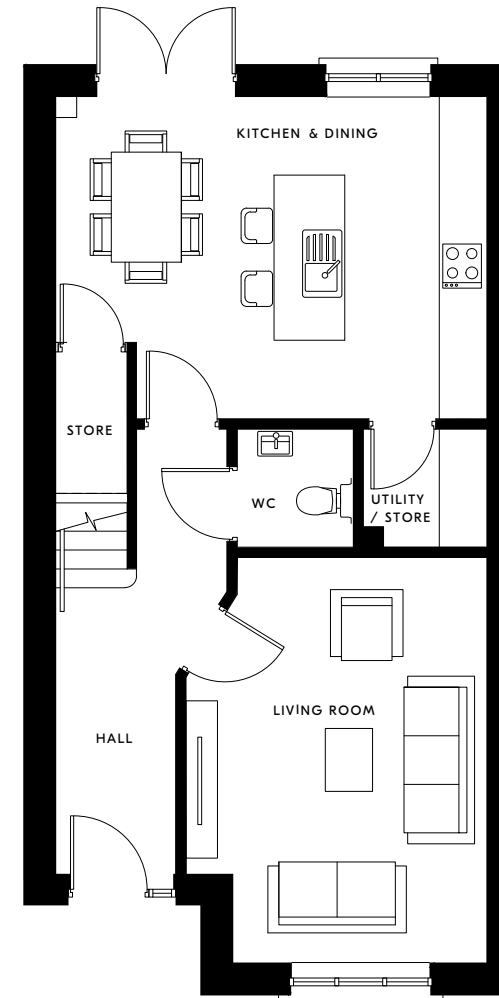 KITCHEN & DINING
STORE
WC
UTILITY
/ STORE
LIVING ROOM
HALL